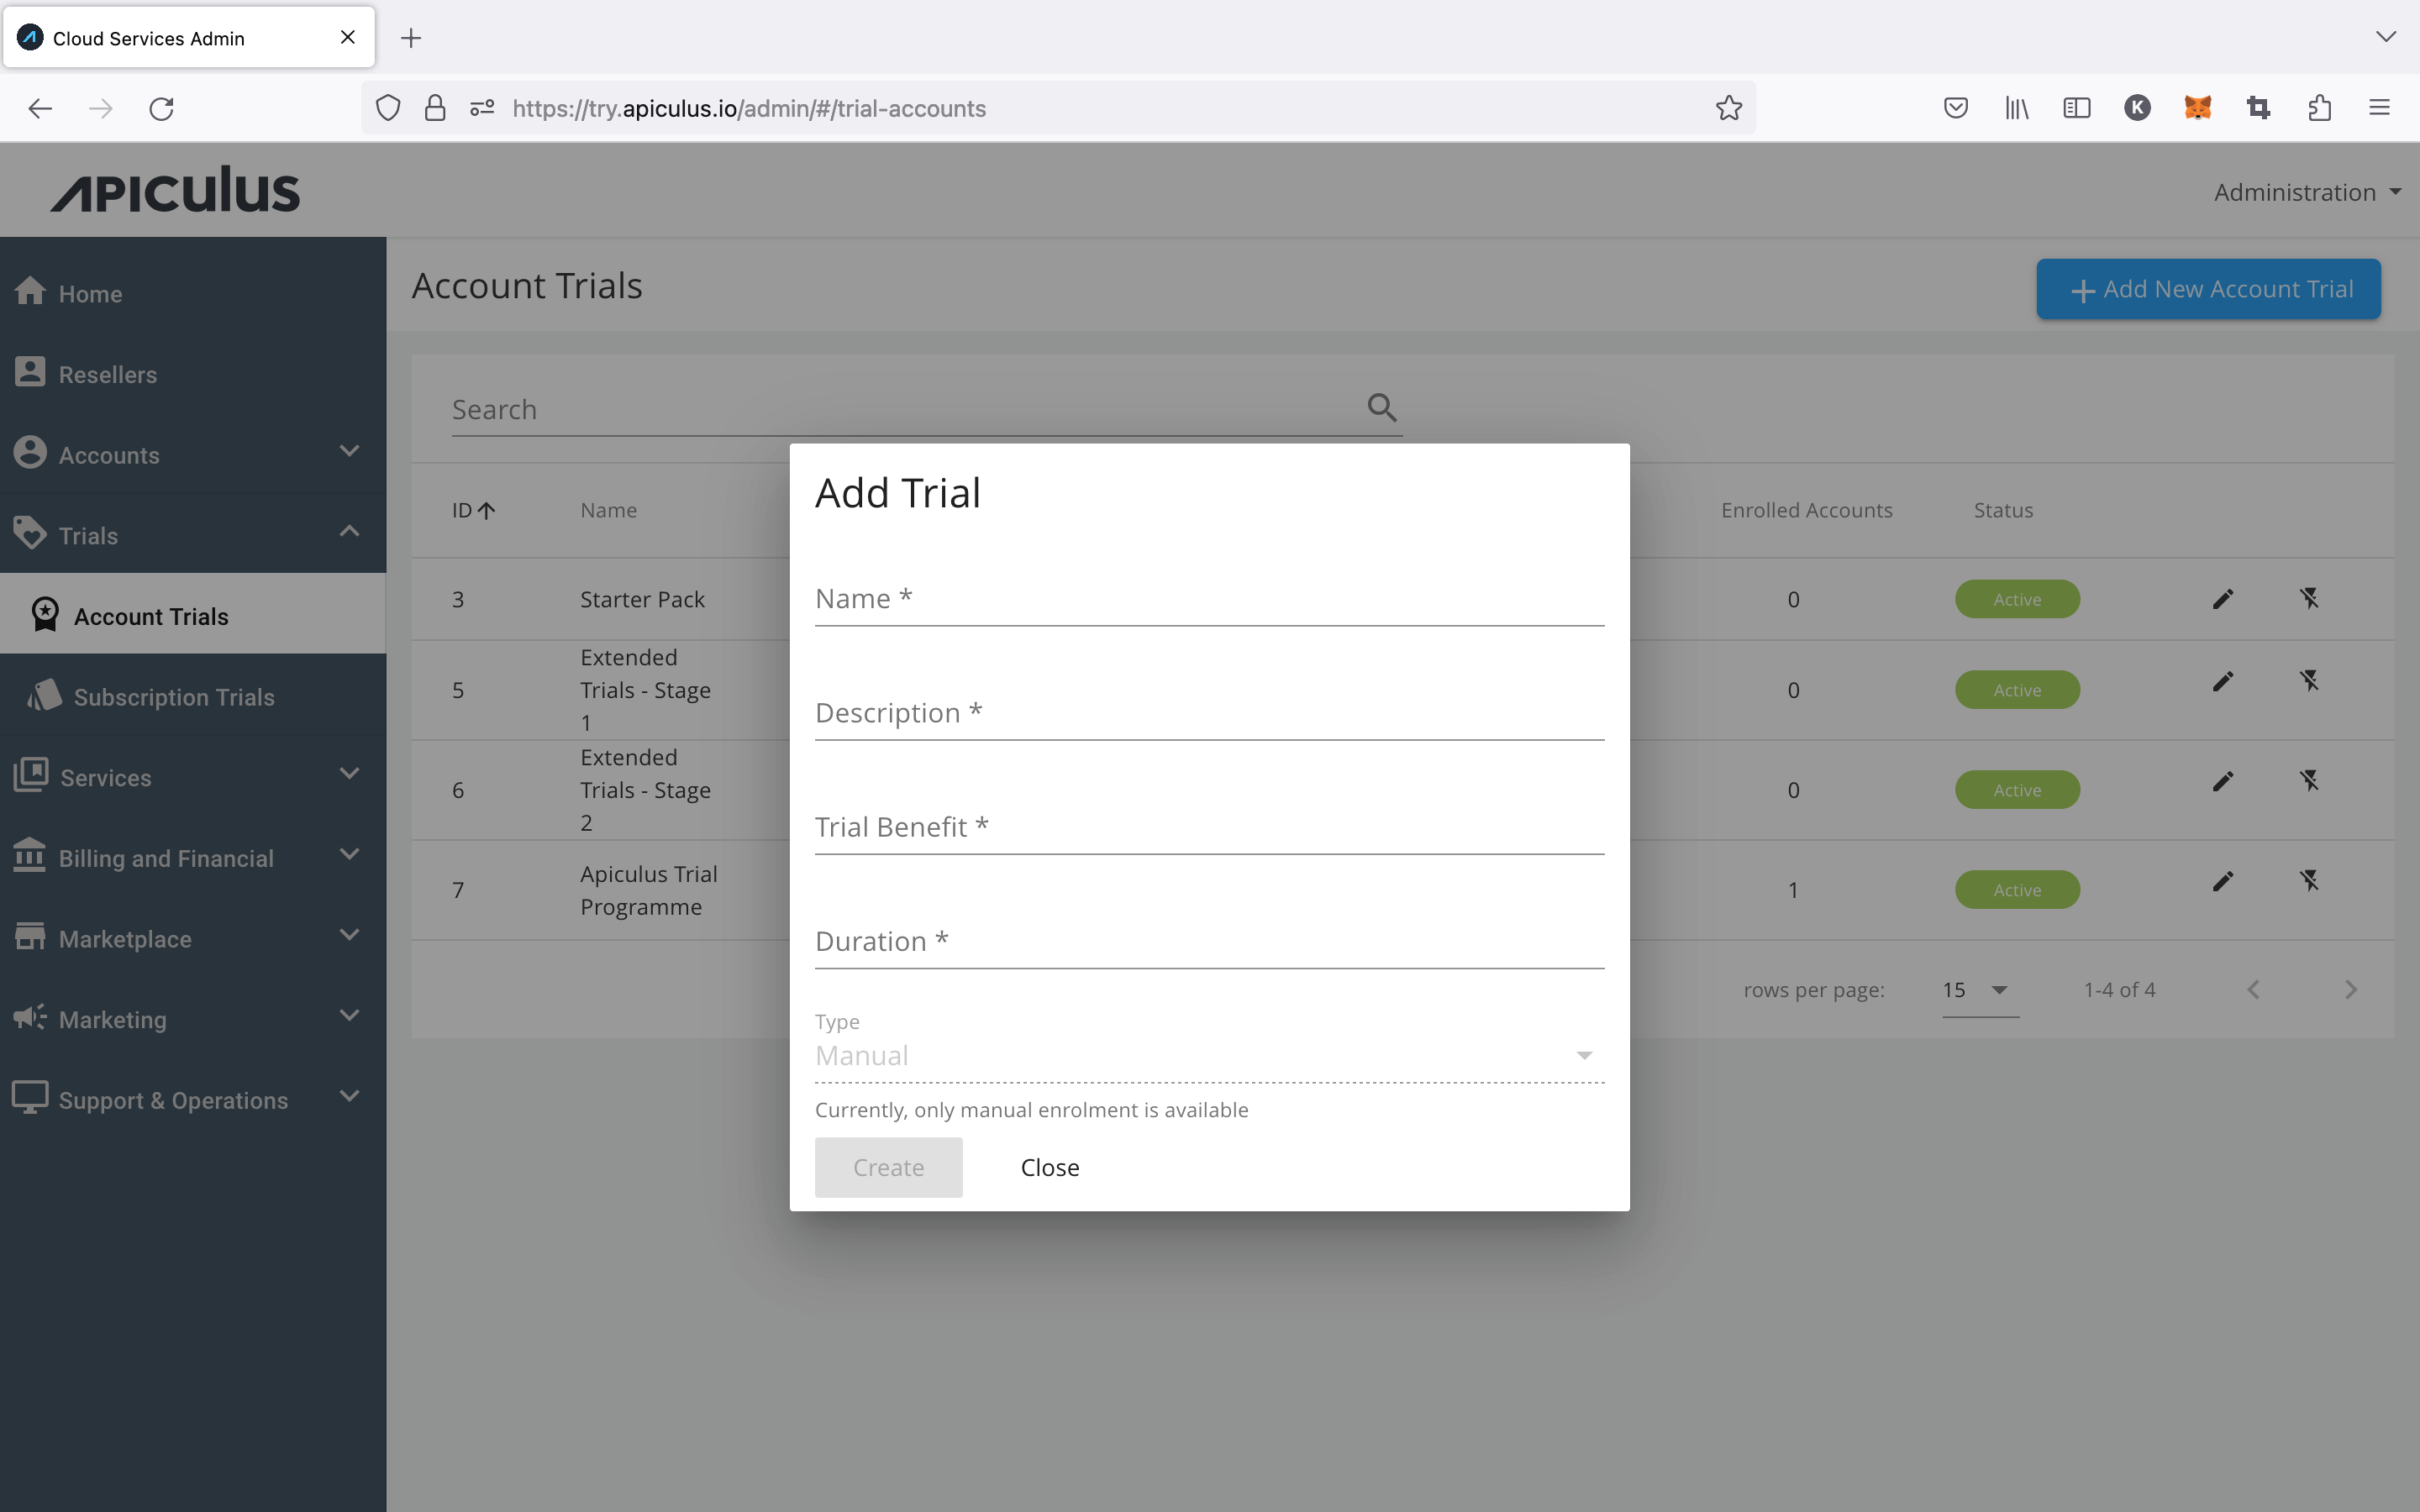 Cloud Services Admin
https://try.apiculus.io/admin/#/trial-accounts
K
APICULUS
Administration
Home
Resellers
Accounts
Trials
Account Trials
Subscription Trials
Services
Billing and Financial
Marketplace
Marketing
Support & Operations
Account Trials
Add New Account Trial
Search
ID Name Enrolled Accounts Status
3 Starter Pack 0 Active
5 Extended Trials - Stage 1 0 Active
6 Extended Trials - Stage 2 0 Active
7 Apiculus Trial Programme 1 Active
rows per page: 15 1-4 of 4
Add Trial
Name *
Description *
Trial Benefit *
Duration *
Type
Manual
Currently, only manual enrolment is available
Create Close